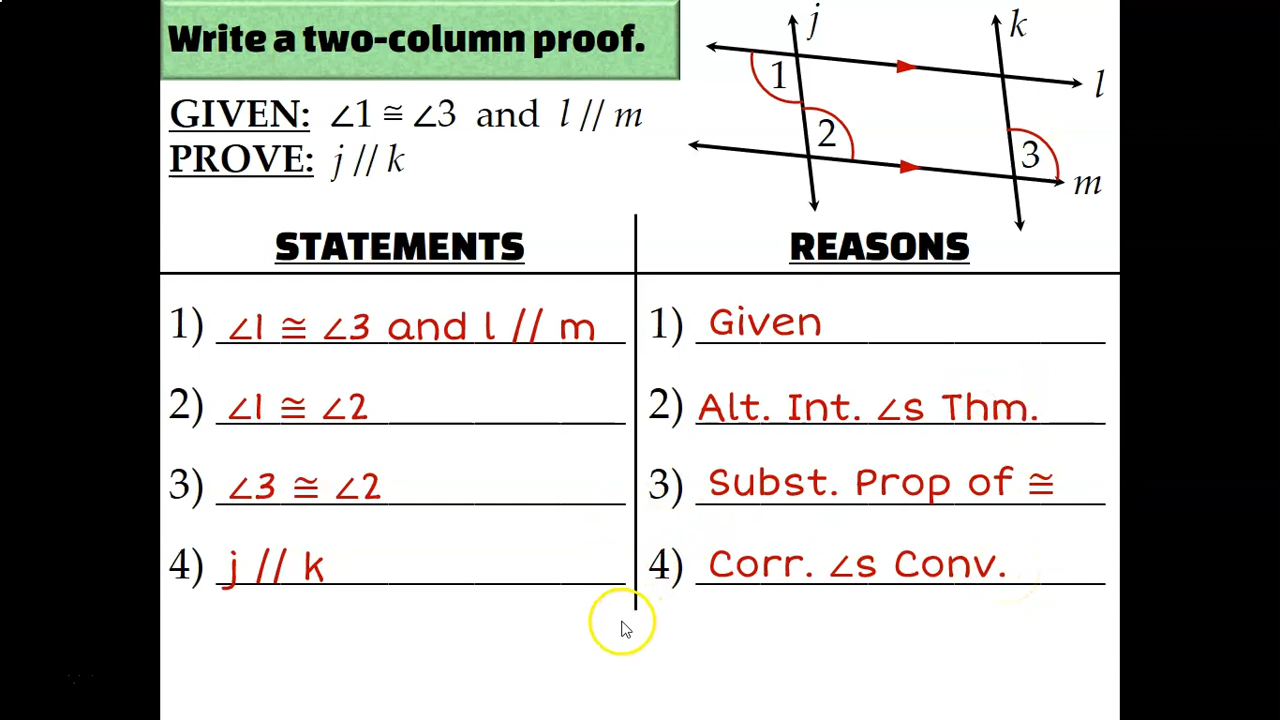 Write a two-column proof.
GIVEN: ∠1 ≅ ∠3 and l // m
PROVE: j // k
j
k
l
1
2
3
m
STATEMENTS
REASONS
1) ∠1 ≅ ∠3 and l // m
1) Given
2) ∠1 ≅ ∠2
2) Alt. Int. ∠s Thm.
3) ∠3 ≅ ∠2
3) Subst. Prop of ≅
4) j // k
4) Corr. ∠s Conv.